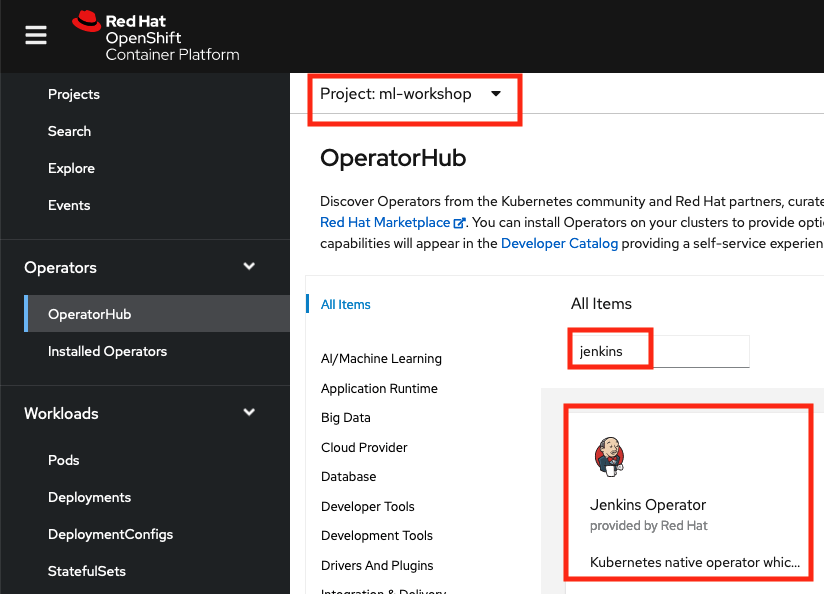 Red Hat
OpenShift
Container Platform
Projects
Search
Explore
Events
Operators
OperatorHub
Installed Operators
Workloads
Pods
Deployments
DeploymentConfigs
StatefulSets
Project: ml-workshop
OperatorHub
Discover Operators from the Kubernetes community and Red Hat partners, curate
Red Hat Marketplace. You can install Operators on your clusters to provide opti
capabilities will appear in the Developer Catalog providing a self-service experien
All Items
AI/Machine Learning
Application Runtime
Big Data
Cloud Provider
Database
Developer Tools
Development Tools
Drivers And Plugins
Integration & Delivery
All Items
jenkins
Jenkins Operator
provided by Red Hat
Kubernetes native operator whic...